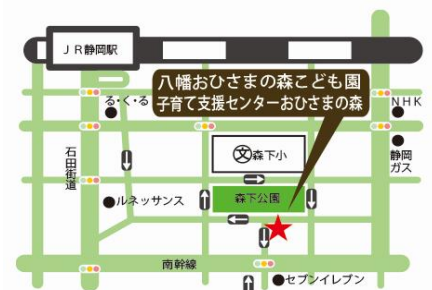 JR静岡駅
八幡おひさまの森こども園
子育て支援センターおひさまの森
る・く・る
NHK
石田街道
文森下小
静岡ガス
ルネッサンス
森下公園
南幹線
セブンイレブン